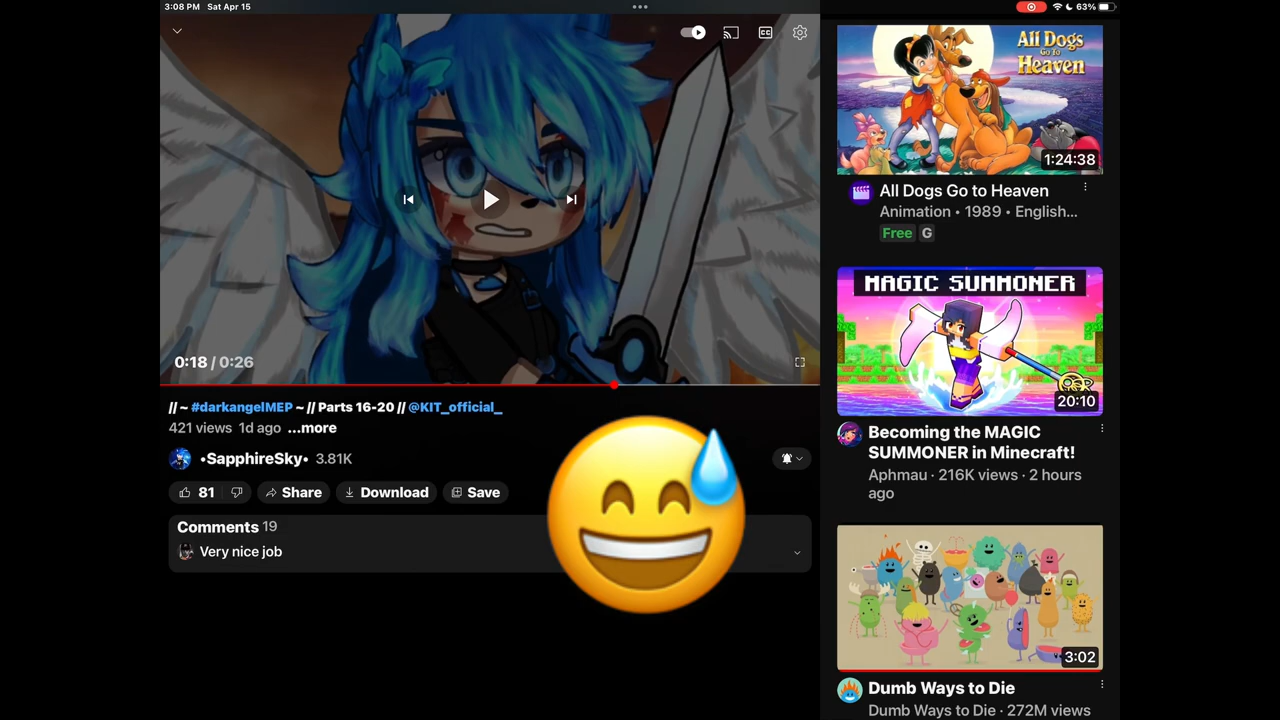 3:08 PM Sat Apr 15
63%
CC
0:18 / 0:26
// ~ #darkangelMEP ~ // Parts 16-20 // @KIT_official_
421 views 1d ago ...more
•SapphireSky• 3.81K
81 Share Download Save
Comments 19
Very nice job
All Dogs
Go To
Heaven
1:24:38
All Dogs Go to Heaven
Animation • 1989 • English...
Free G
MAGIC SUMMONER
20:10
Becoming the MAGIC
SUMMONER in Minecraft!
Aphmau · 216K views · 2 hours
ago
3:02
Dumb Ways to Die
Dumb Ways to Die · 272M views